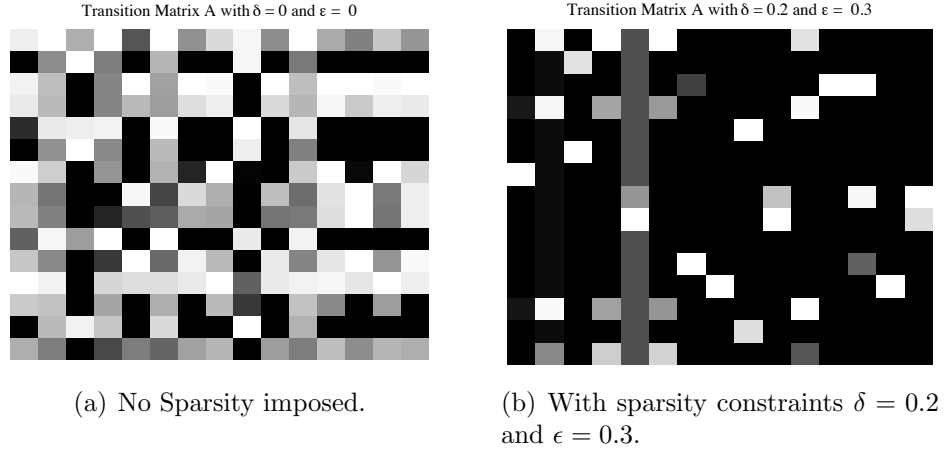 Transition Matrix A with δ = 0 and ε = 0
Transition Matrix A with δ = 0.2 and ε = 0.3
(a) No Sparsity imposed.
(b) With sparsity constraints δ = 0.2
and ϵ = 0.3.